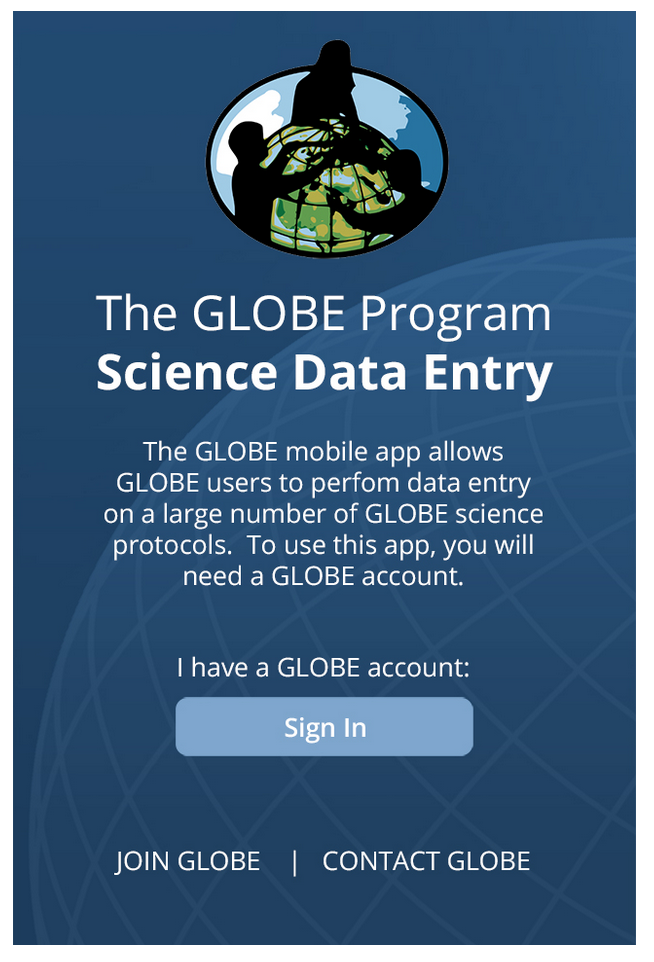 The GLOBE Program
Science Data Entry
The GLOBE mobile app allows
GLOBE users to perfom data entry
on a large number of GLOBE science
protocols.  To use this app, you will
need a GLOBE account.
I have a GLOBE account:
Sign In
JOIN GLOBE | CONTACT GLOBE